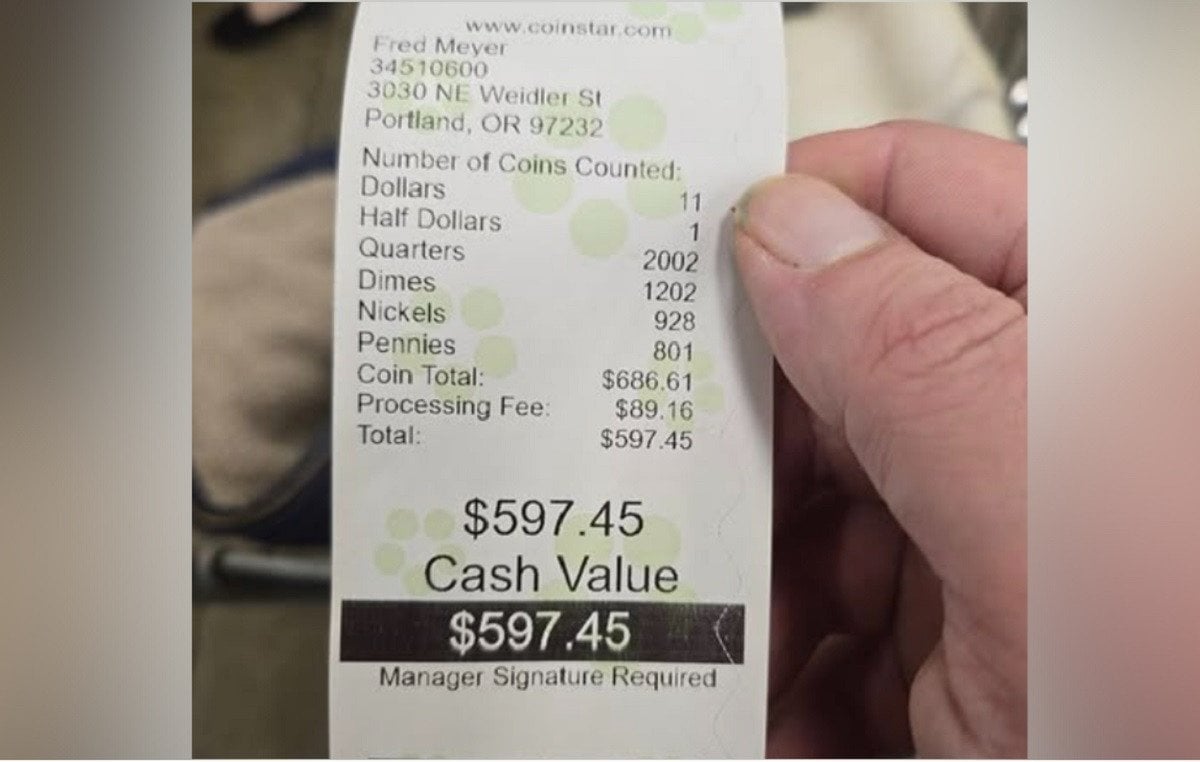 www.coinstar.com
Fred Meyer
34510600
3030 NE Weidler St
Portland, OR 97232
Number of Coins Counted:
Dollars 11
Half Dollars 1
Quarters 2002
Dimes 1202
Nickels 928
Pennies 801
Coin Total: $686.61
Processing Fee: $89.16
Total: $597.45
$597.45
Cash Value
$597.45
Manager Signature Required